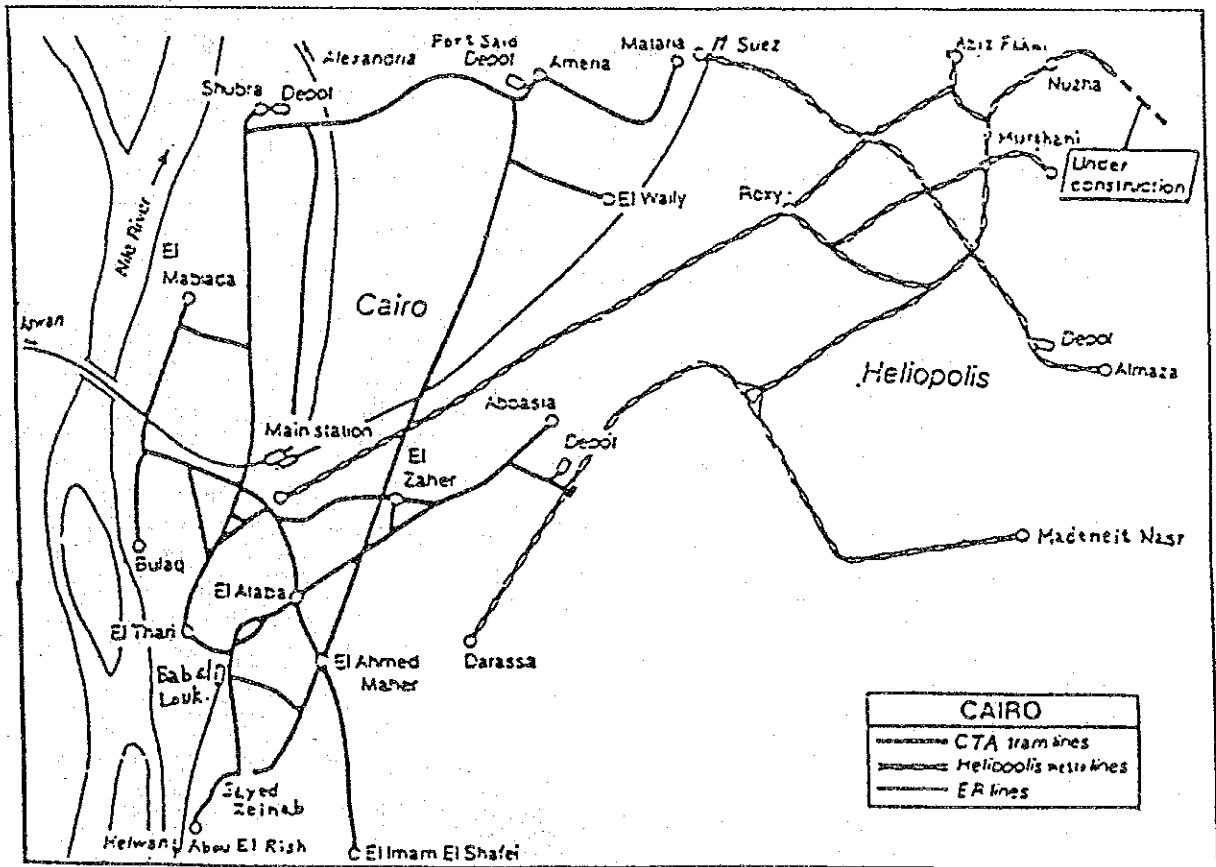 Alexandria
Port Said
Depot
Amena
Mataria
Suez
Aziz
Nuzha
Shubra
Depot
Murghani
Under
construction
Nile River
El Waily
Roxy
El
Mabiada
Cairo
Aswan
Heliopolis
Depot
Almaza
Main station
Abbasia
El
Zaher
Depot
Madeneit Nasr
Bulaq
El Ataba
El Thari
Bab el
Louk.
El Ahmed
Maher
Darassa
CAIRO
CTA tram lines
Heliopolis metro lines
ER lines
Sayed
Zeinab
Helwan
Abou El Rish
El Imam El Shafei